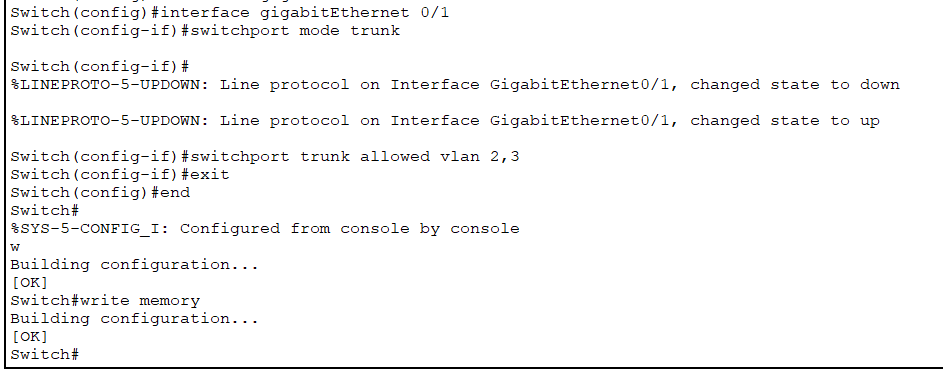 Switch(config)#interface gigabitEthernet 0/1
Switch(config-if)#switchport mode trunk
Switch(config-if)#
%LINEPROTO-5-UPDOWN: Line protocol on Interface GigabitEthernet0/1, changed state to down
%LINEPROTO-5-UPDOWN: Line protocol on Interface GigabitEthernet0/1, changed state to up
Switch(config-if)#switchport trunk allowed vlan 2,3
Switch(config-if)#exit
Switch(config)#end
Switch#
%SYS-5-CONFIG_I: Configured from console by console
w
Building configuration...
[OK]
Switch#write memory
Building configuration...
[OK]
Switch#